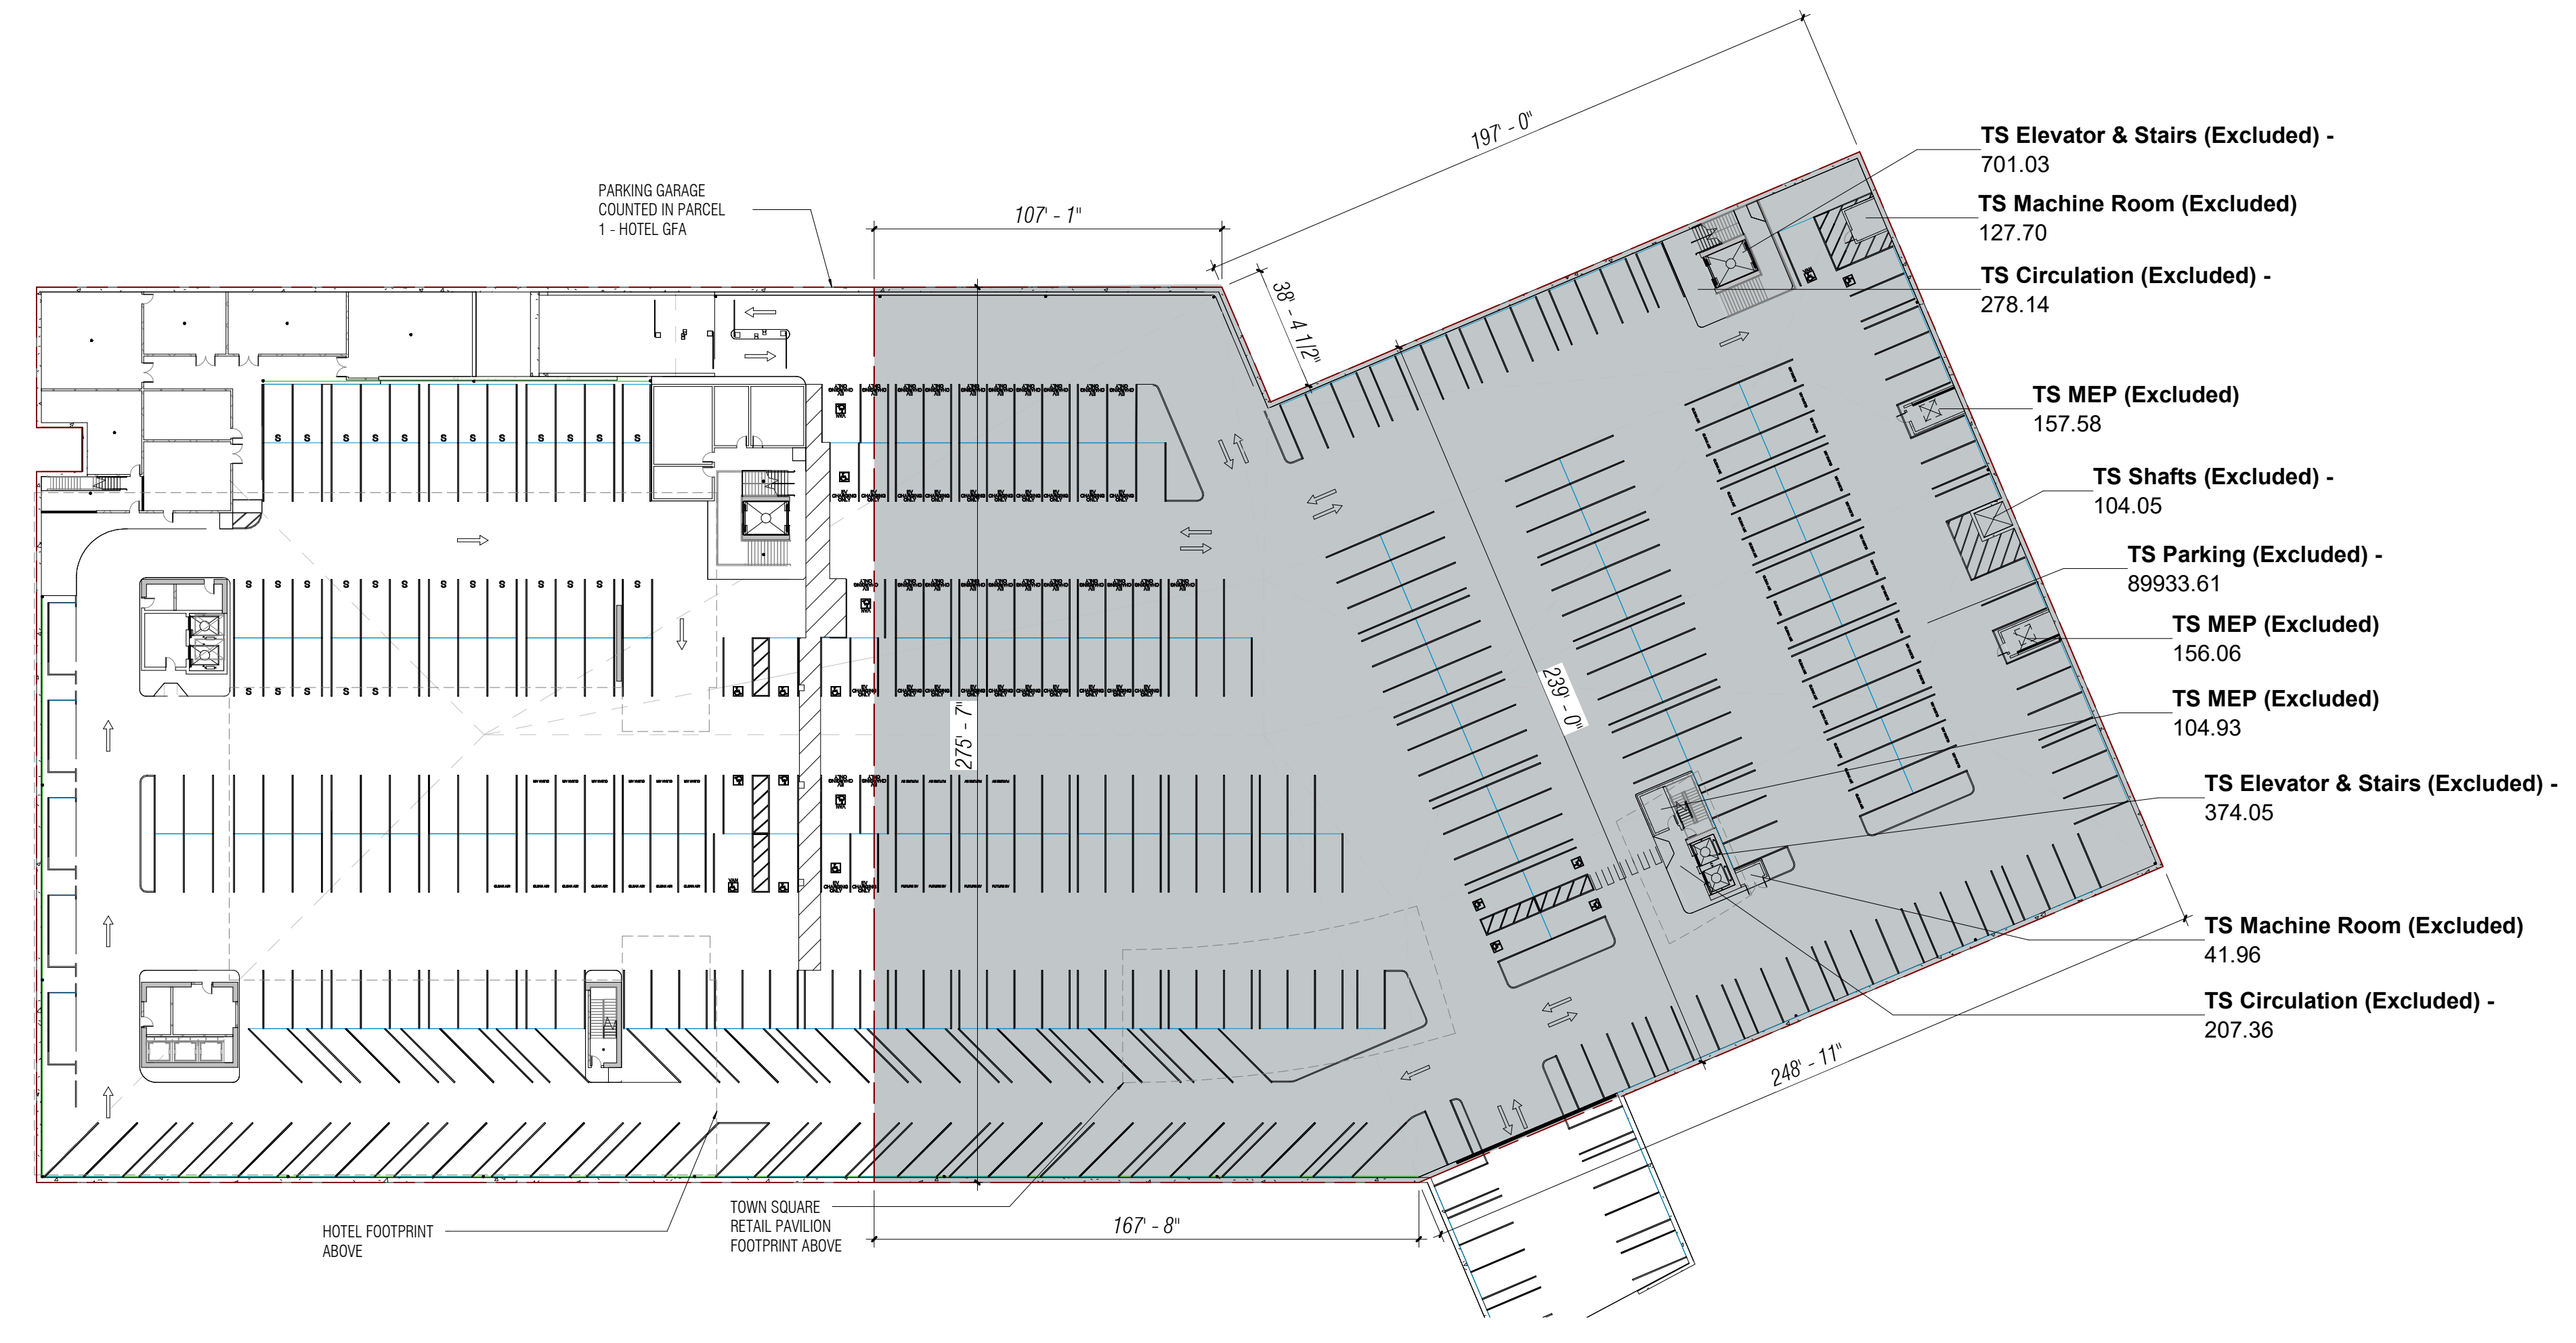 197' - 0"
TS Elevator & Stairs (Excluded) -
701.03
PARKING GARAGE
COUNTED IN PARCEL
1 - HOTEL GFA
107' - 1"
TS Machine Room (Excluded)
127.70
38' - 4 1/2"
TS Circulation (Excluded) -
278.14
TS MEP (Excluded)
157.58
TS Shafts (Excluded) -
104.05
TS Parking (Excluded) -
89933.61
TS MEP (Excluded)
156.06
275' - 7"
239' - 0"
TS MEP (Excluded)
104.93
TS Elevator & Stairs (Excluded) -
374.05
TS Machine Room (Excluded)
41.96
TS Circulation (Excluded) -
207.36
248' - 11"
HOTEL FOOTPRINT
ABOVE
TOWN SQUARE
RETAIL PAVILION
FOOTPRINT ABOVE
167' - 8"